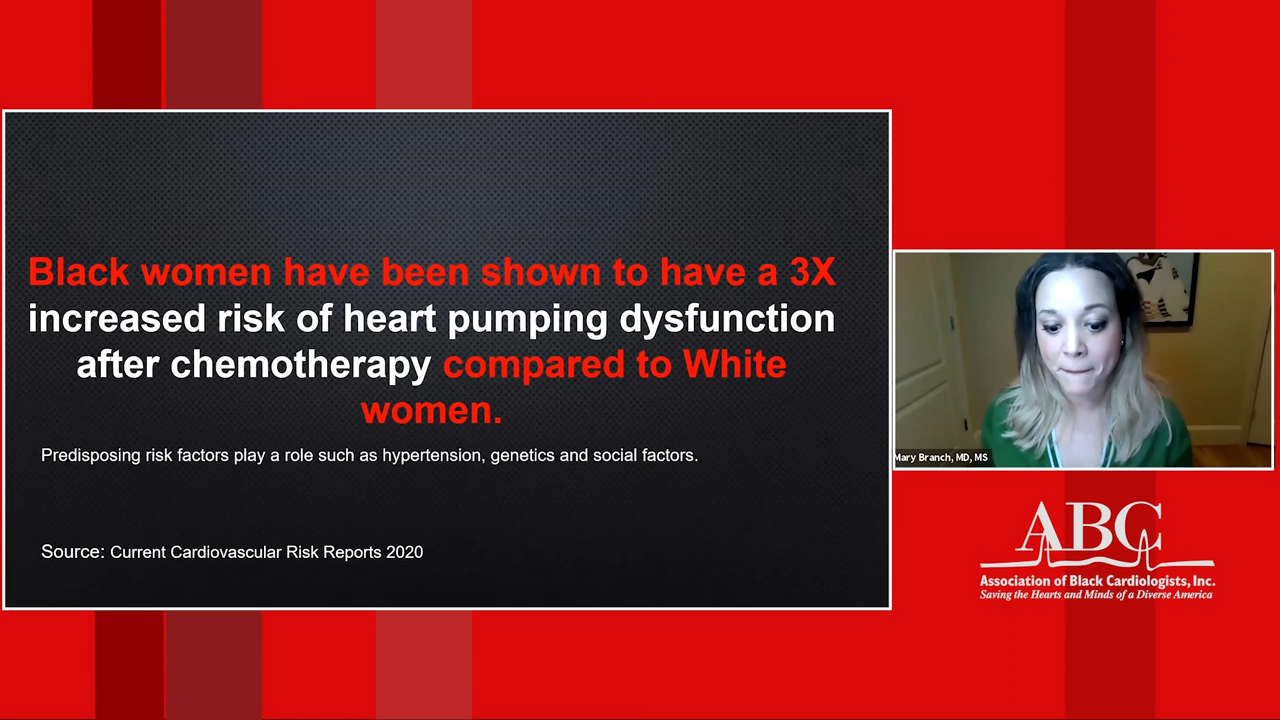 Black women have been shown to have a 3X
increased risk of heart pumping dysfunction
after chemotherapy compared to White
women.
Predisposing risk factors play a role such as hypertension, genetics and social factors.
Source: Current Cardiovascular Risk Reports 2020
Mary Branch, MD, MS
ABC
Association of Black Cardiologists, Inc.
Saving the Hearts and Minds of a Diverse America